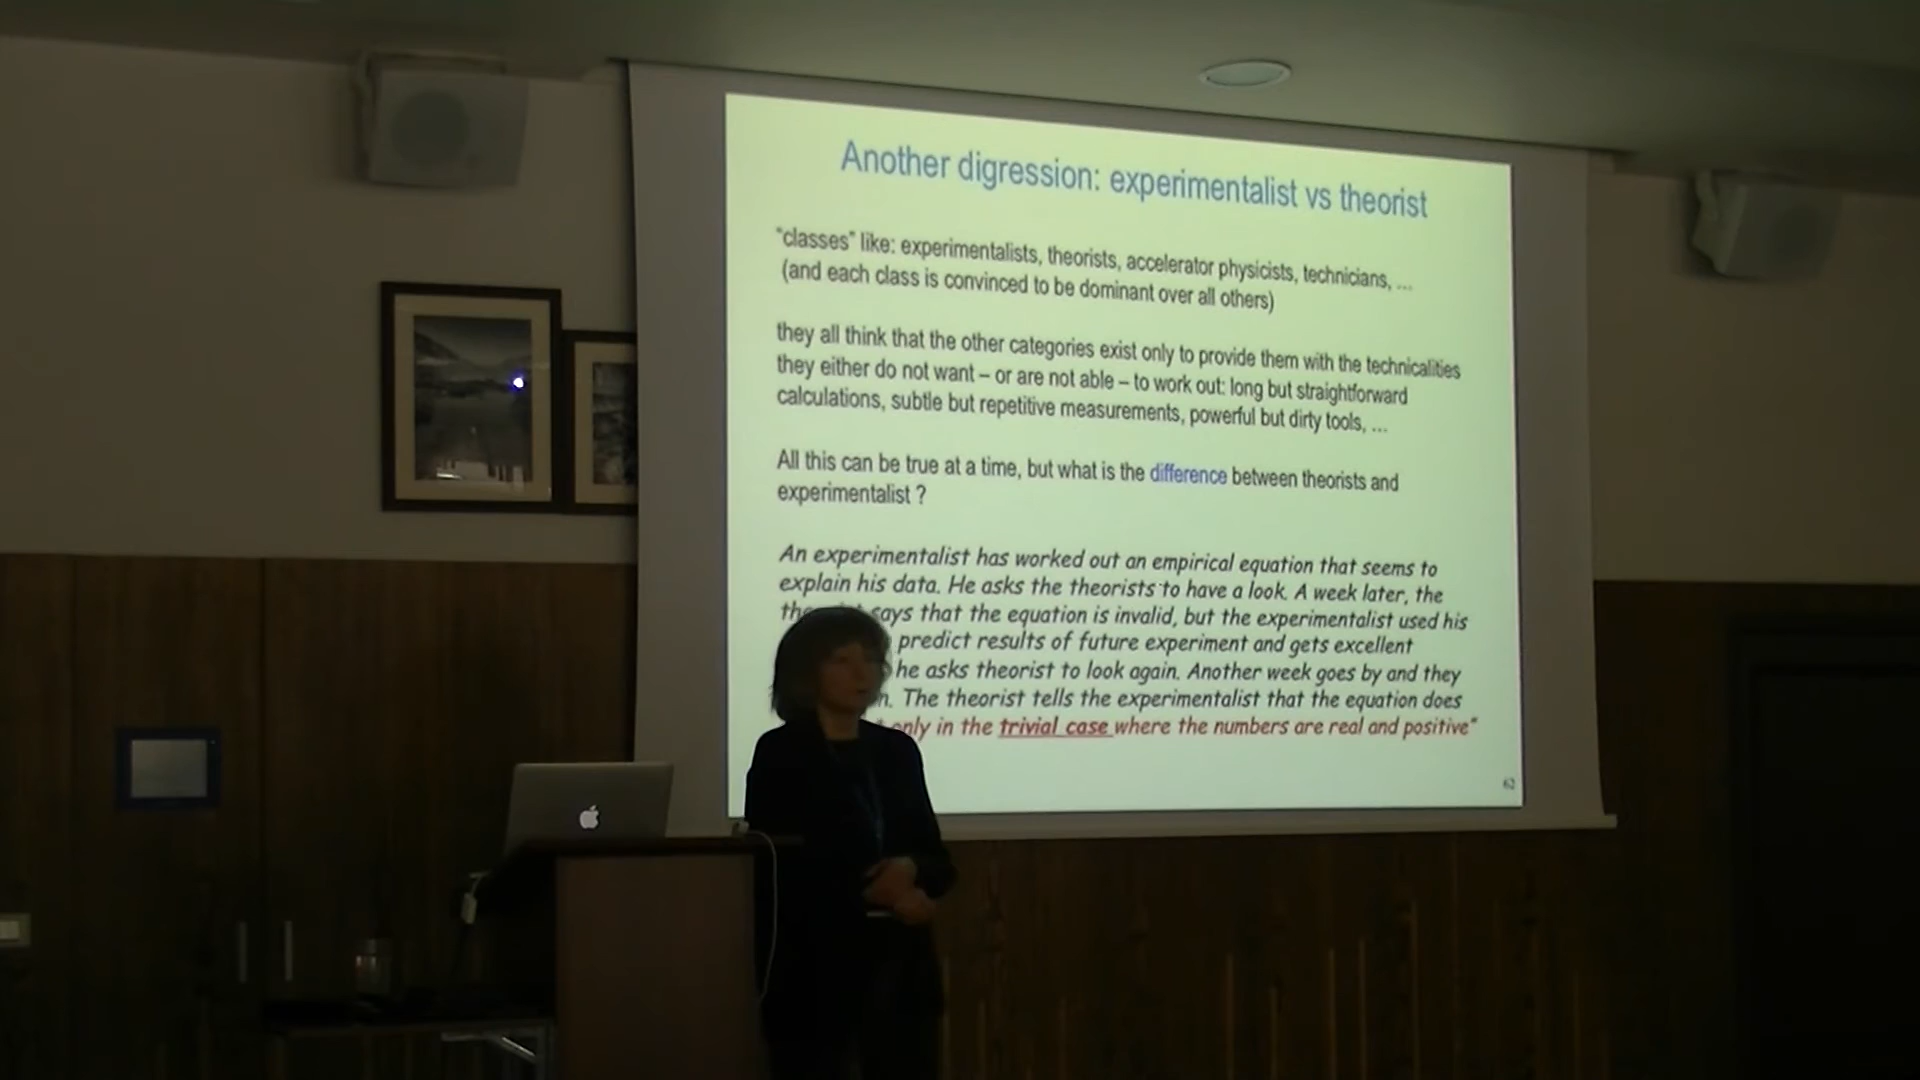 Another digression: experimentalist vs theorist
"classes" like: experimentalists, theorists, accelerator physicists, technicians, ...
(and each class is convinced to be dominant over all others)
they all think that the other categories exist only to provide them with the technicalities
they either do not want – or are not able – to work out: long but straightforward
calculations, subtle but repetitive measurements, powerful but dirty tools, ...
All this can be true at a time, but what is the difference between theorists and
experimentalist ?
An experimentalist has worked out an empirical equation that seems to
explain his data. He asks the theorists to have a look. A week later, the
says that the equation is invalid, but the experimentalist used his
predict results of future experiment and gets excellent
he asks theorist to look again. Another week goes by and they
The theorist tells the experimentalist that the equation does
only in the trivial case where the numbers are real and positive"
62